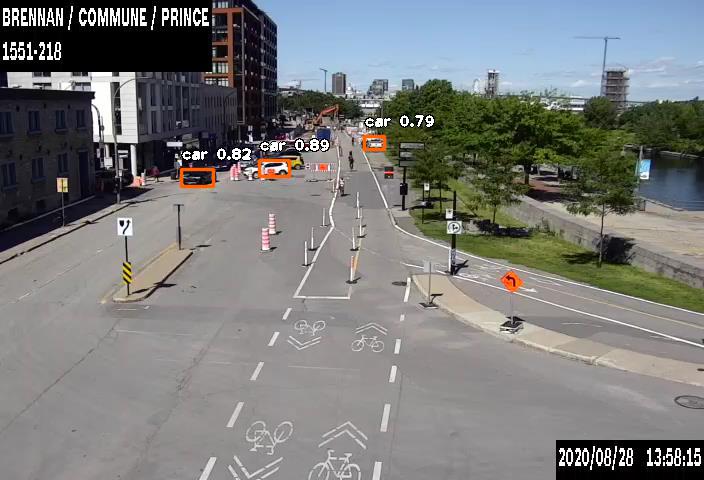 BRENNAN / COMMUNE / PRINCE
1551-218
car 0.79
car 0.89
car 0.82
2020/08/28 13:58:15